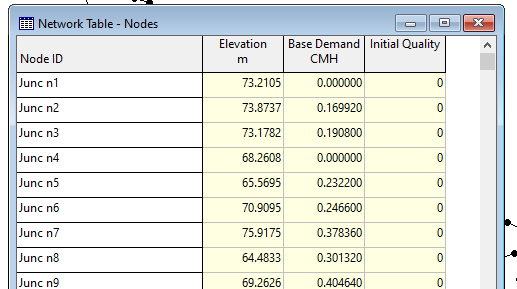 Network Table - Nodes
Node ID Elevation m Base Demand CMH Initial Quality
Junc n1 73.2105 0.000000 0
Junc n2 73.8737 0.169920 0
Junc n3 73.1782 0.190800 0
Junc n4 68.2608 0.000000 0
Junc n5 65.5695 0.232200 0
Junc n6 70.9095 0.246600 0
Junc n7 75.9175 0.378360 0
Junc n8 64.4833 0.301320 0
Junc n9 69.2626 0.404640 0